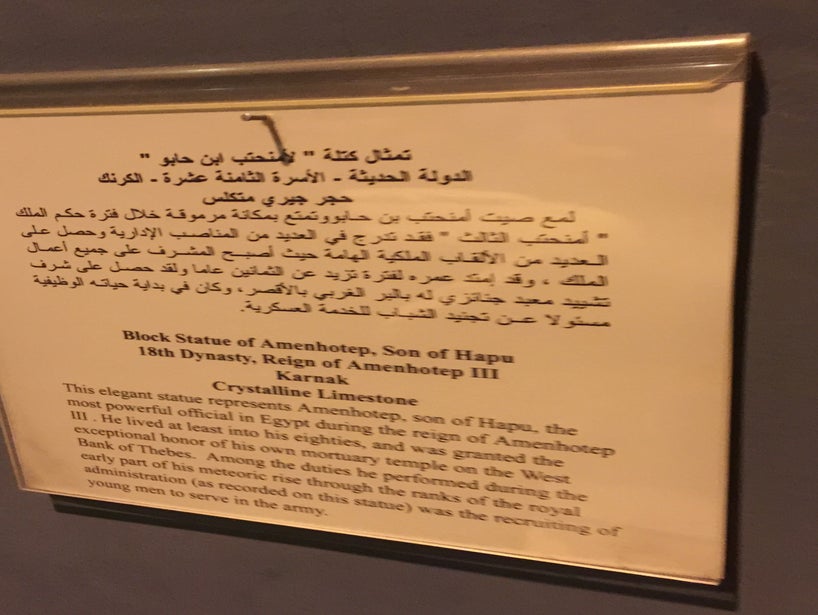 تمثال كتلة " لأمنحتب ابن حابو "
الدولة الحديثة - الأسرة الثامنة عشرة - الكرنك
حجر جيري متكلس
لمع صيت أمنحتب بن حابو وتمتع بمكانة مرموقة خلال فترة حكم الملك
" أمنحتب الثالث " فقد تدرج في العديد من المناصب الإدارية وحصل على
العديد من الألقاب الملكية الهامة حيث أصبح المشرف على جميع أعمال
الملك ، وقد إمتد عمره لفترة تزيد عن الثمانين عاما ولقد حصل على شرف
تشييد معبد جنائزي له بالبر الغربي بالأقصر ، وكان في بداية حياته الوظيفية
مسئولا عن تجنيد الشباب للخدمة العسكرية.
Block Statue of Amenhotep, Son of Hapu
18th Dynasty, Reign of Amenhotep III
Karnak
Crystalline Limestone
This elegant statue represents Amenhotep, son of Hapu, the
most powerful official in Egypt during the reign of Amenhotep
III . He lived at least into his eighties, and was granted the
exceptional honor of his own mortuary temple on the West
Bank of Thebes. Among the duties he performed during the
early part of his meteoric rise through the ranks of the royal
administration (as recorded on this statue) was the recruiting of
young men to serve in the army.